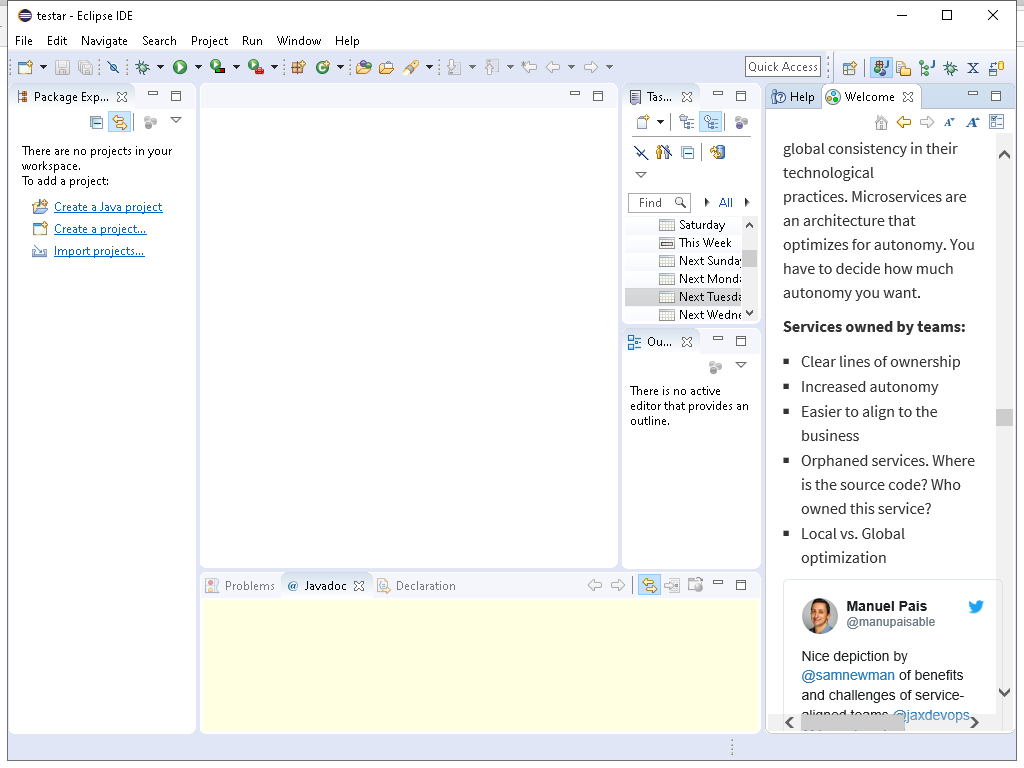 testar - Eclipse IDE
File Edit Navigate Search Project Run Window Help
Quick Access
Package Exp...
There are no projects in your
workspace.
To add a project:
Create a Java project
Create a project...
Import projects...
Tas...
Find
All
Saturday
This Week
Next Sunday
Next Monda
Next Tuesda
Next Wedne
Ou...
There is no active
editor that provides an
outline.
Problems @ Javadoc Declaration
Help Welcome
global consistency in their
technological
practices. Microservices are
an architecture that
optimizes for autonomy. You
have to decide how much
autonomy you want.
Services owned by teams:
▪ Clear lines of ownership
▪ Increased autonomy
▪ Easier to align to the
business
▪ Orphaned services. Where
is the source code? Who
owned this service?
▪ Local vs. Global
optimization
Manuel Pais
@manupaisable
Nice depiction by
@samnewman of benefits
and challenges of service-
aligned teams @jaxdevops